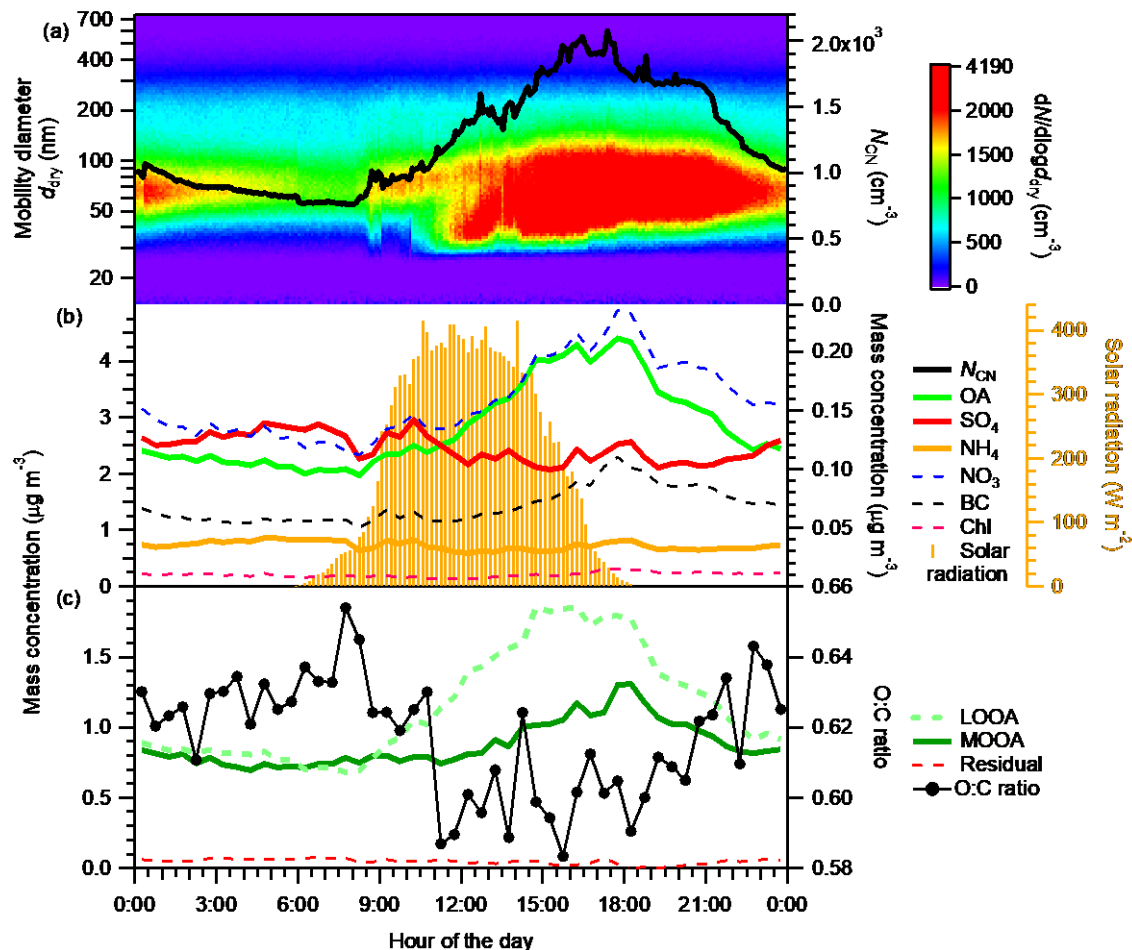 (a)
700
400
200
100
50
20
Mobility diameter
d_dry (nm)
2.0x10³
1.5
1.0
0.5
0.0
N_CN (cm⁻³)
4190
2000
1500
1000
500
0
dN/dlogd_dry (cm⁻³)
(b)
4
3
2
1
0
Mass concentration (µg m⁻³)
0.20
0.15
0.10
0.05
0.66
Mass concentration (µg m⁻³)
400
300
200
100
0
Solar radiation (W m⁻²)
N_CN
OA
SO₄
NH₄
NO₃
BC
Chl
Solar
radiation
(c)
1.5
1.0
0.5
0.0
0.64
0.62
0.60
0.58
O:C ratio
LOOA
MOOA
Residual
O:C ratio
0:00 3:00 6:00 9:00 12:00 15:00 18:00 21:00 0:00
Hour of the day